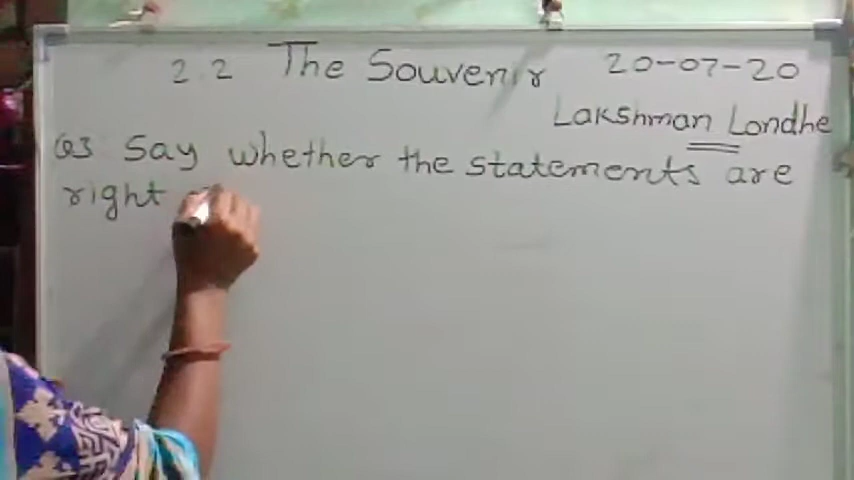 2.2 The Souvenir 20-07-20
Lakshman Londhe
Q3 Say whether the statements are
right